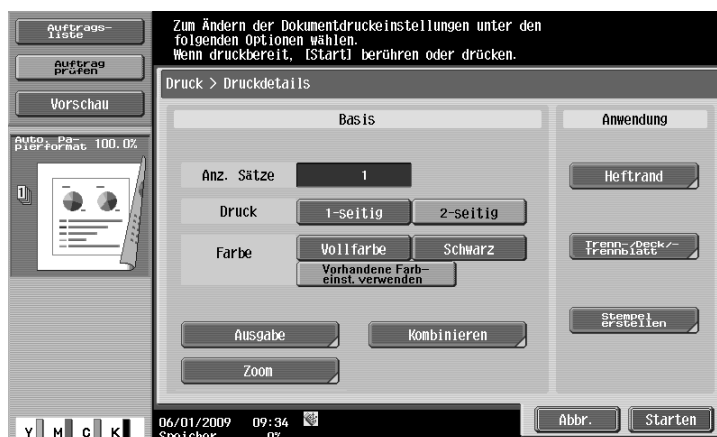 Auftrags-
liste
Auftrag
prüfen
Vorschau
Auto. Pa-
pierformat 100.0%
1
Zum Ändern der Dokumentdruckeinstellungen unter den
folgenden Optionen wählen.
Wenn druckbereit, [Start] berühren oder drücken.
Druck > Druckdetails
Basis
Anz. Sätze 1
Druck 1-seitig 2-seitig
Farbe Vollfarbe Schwarz
Vorhandene Farb-
einst. verwenden
Ausgabe Kombinieren
Zoom
Anwendung
Heftrand
Trenn-/Deck/-
Trennblatt
Stempel
erstellen
Y M C K
06/01/2009 09:34
Speicher 0%
Abbr. Starten